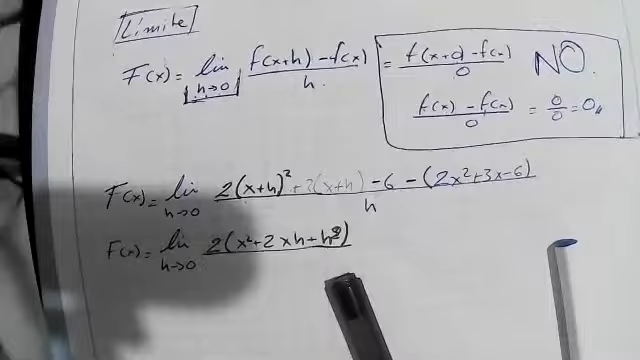 Límite
F(x) = lim h→0 f(x+h) - f(x) / h = f(x+0) - f(x) / 0 NO.
f(x) - f(x) / 0 = 0/0 = 0,,
F(x) = lim h→0 2(x+h)² + 3(x+h) - 6 - (2x² + 3x - 6) / h
F(x) = lim h→0 2(x² + 2xh + h²)